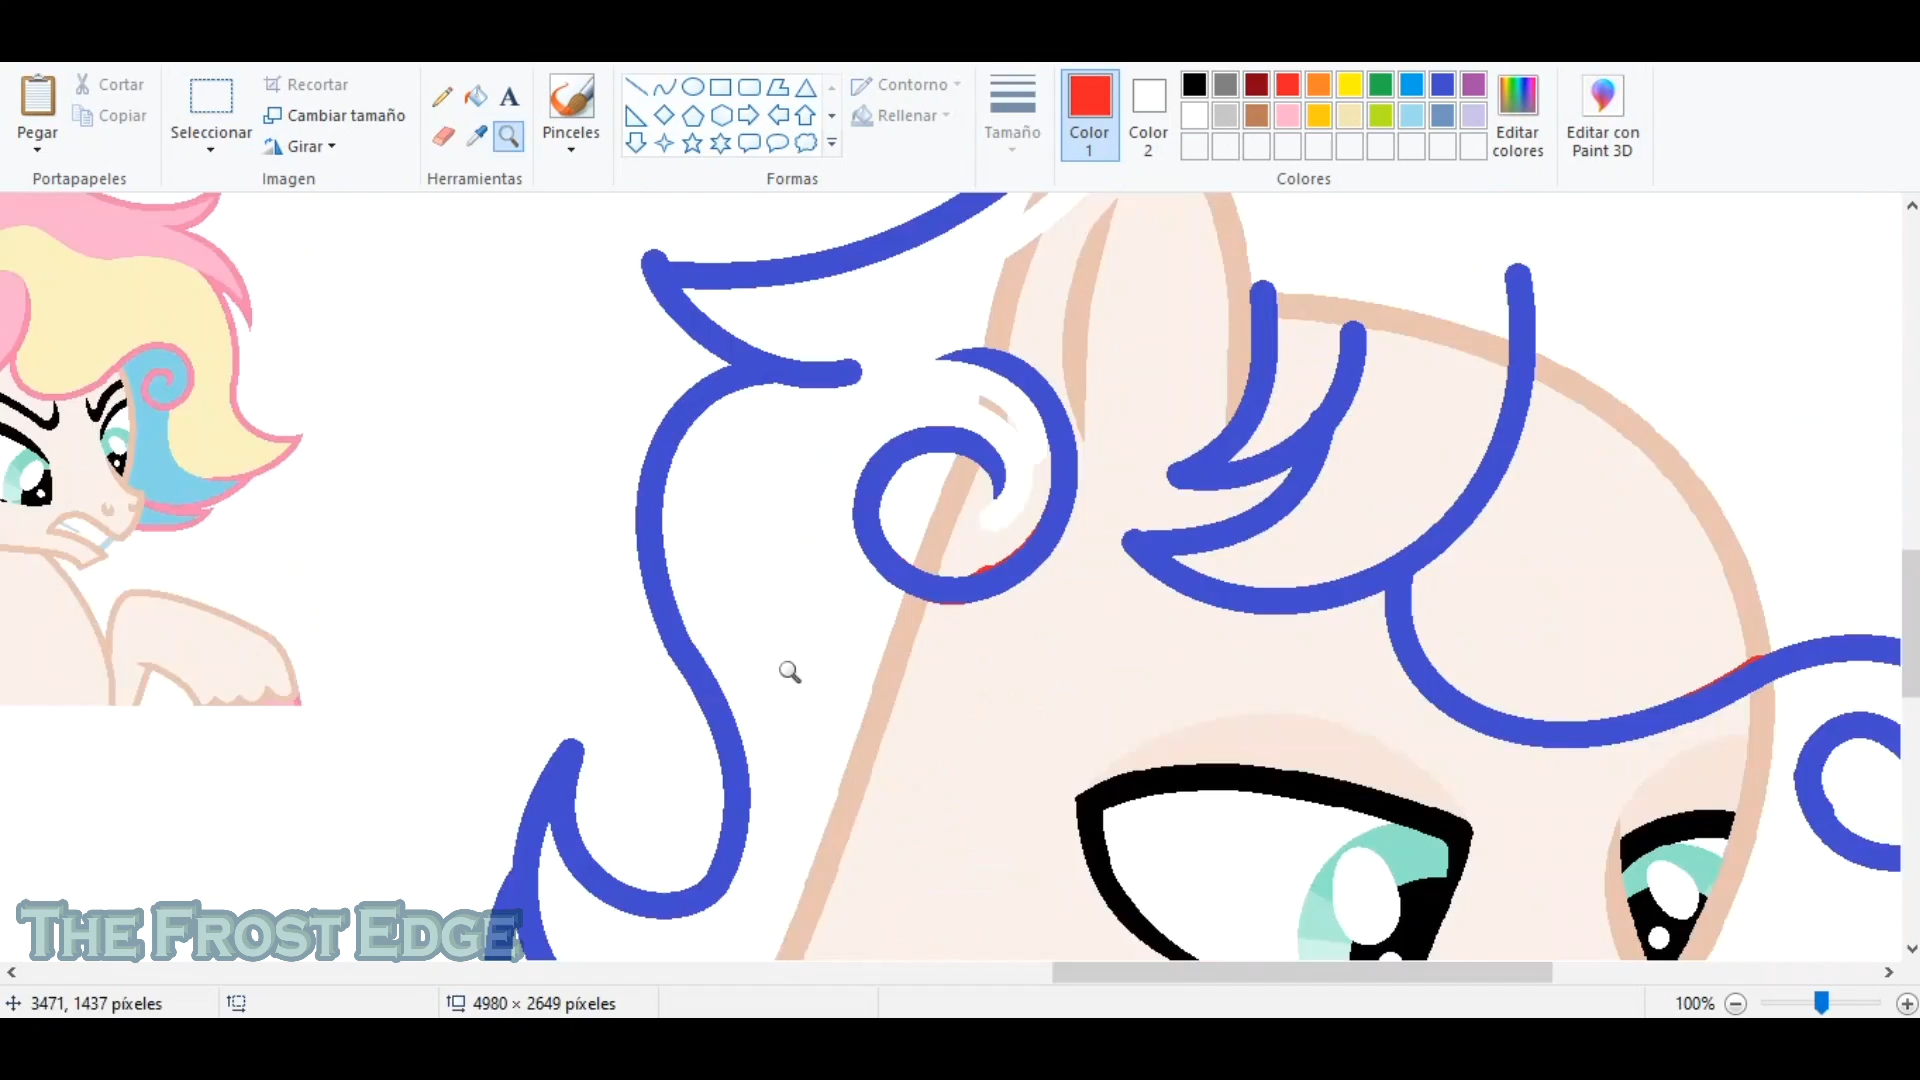 Pegar
Cortar
Copiar
Portapapeles
Seleccionar
Recortar
Cambiar tamaño
Girar
Imagen
A
Herramientas
Pinceles
Formas
Contorno
Rellenar
Tamaño
Color
1
Color
2
Colores
Editar
colores
Editar con
Paint 3D
THE FROST EDGE
3471, 1437 píxeles
4980 × 2649 píxeles
100%